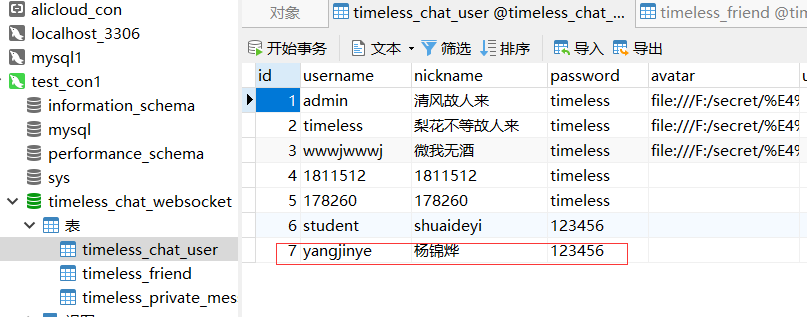 alicloud_con
localhost_3306
mysql1
test_con1
information_schema
mysql
performance_schema
sys
timeless_chat_websocket
表
timeless_chat_user
timeless_friend
timeless_private_mes
对象 timeless_chat_user @timeless_chat_... timeless_friend @tim
开始事务 文本 筛选 排序 导入 导出
id username nickname password avatar u
1 admin 清风故人来 timeless file:///F:/secret/%E4%
2 timeless 梨花不等故人来 timeless file:///F:/secret/%E4%
3 wwwjwwwj 微我无酒 timeless file:///F:/secret/%E4%
4 1811512 1811512 timeless
5 178260 178260 timeless
6 student shuaideyi 123456
7 yangjinye 杨锦烨 123456